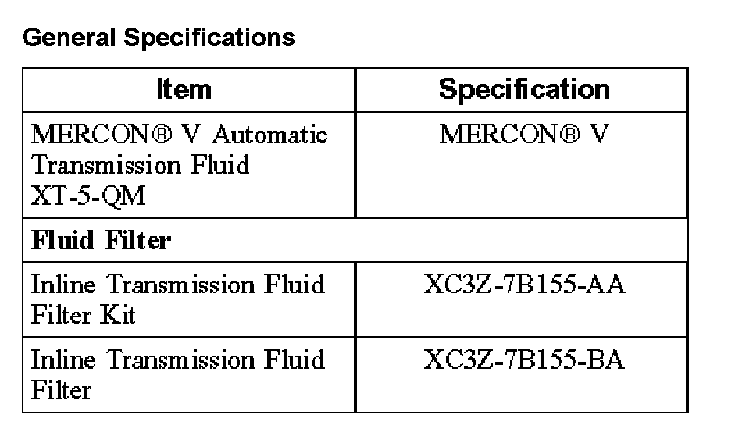 General Specifications
Item Specification
MERCON® V Automatic MERCON® V
Transmission Fluid
XT-5-QM
Fluid Filter
Inline Transmission Fluid XC3Z-7B155-AA
Filter Kit
Inline Transmission Fluid XC3Z-7B155-BA
Filter